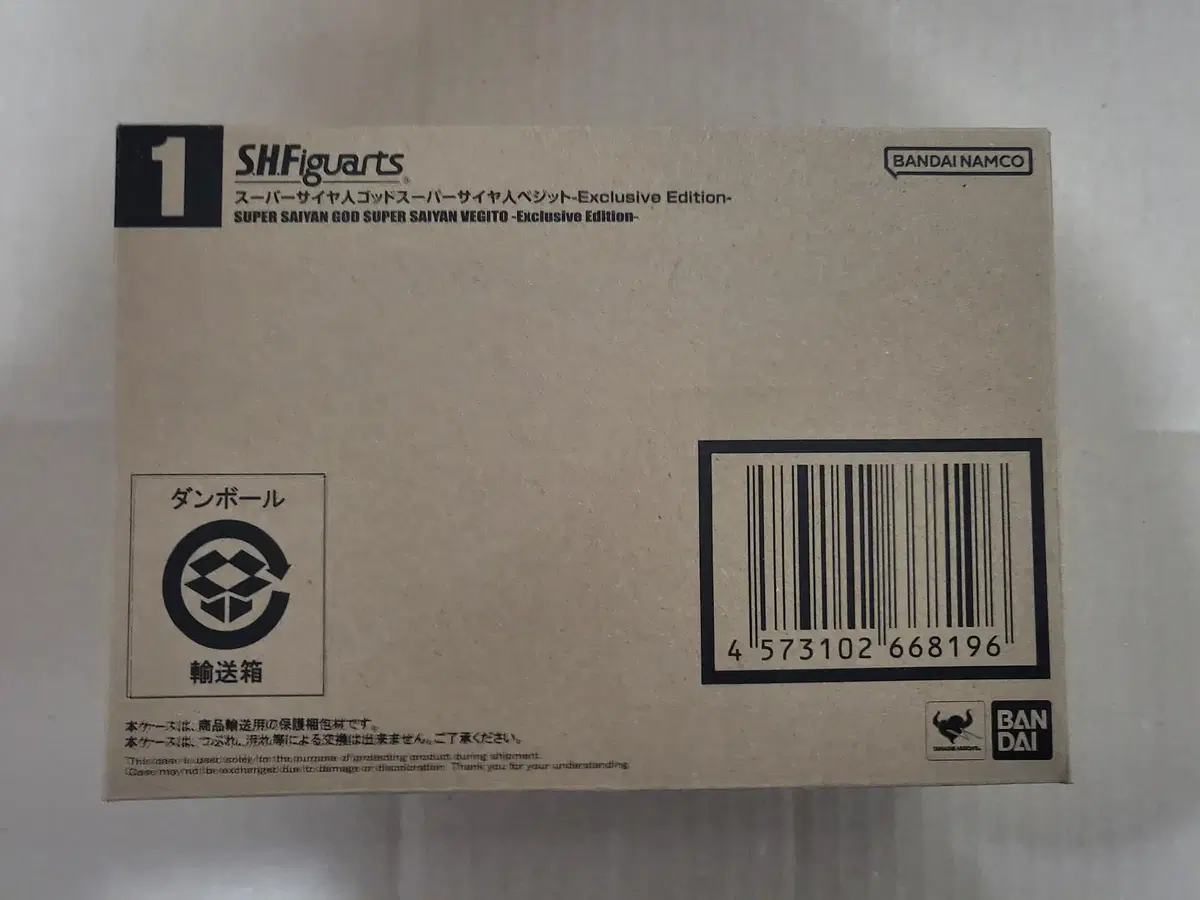 1
S.H.Figuarts
スーパーサイヤ人ゴッドスーパーサイヤ人ベジット-Exclusive Edition-
SUPER SAIYAN GOD SUPER SAIYAN VEGITO -Exclusive Edition-
BANDAI NAMCO
ダンボール
輸送箱
4 573102 668196
本ケースは、商品輸送用の保護梱包材です。
本ケースは、つぶれ、汚れ等による交換は出来ません。ご了承ください。
This case is used solely for the purpose of protecting product during shipment.
Case may not be exchanged due to damage or discoloration. Thank you for your understanding.
BAN
DAI